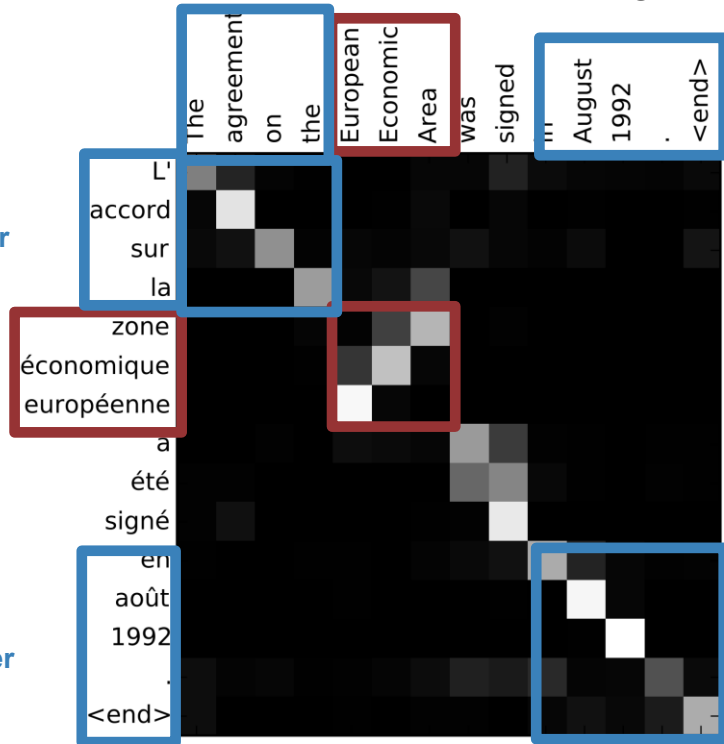 The agreement on the European Economic Area was signed in August 1992 . <end>
L'
accord
sur
la
zone
économique
européenne
a
été
signé
en
août
1992
.
<end>